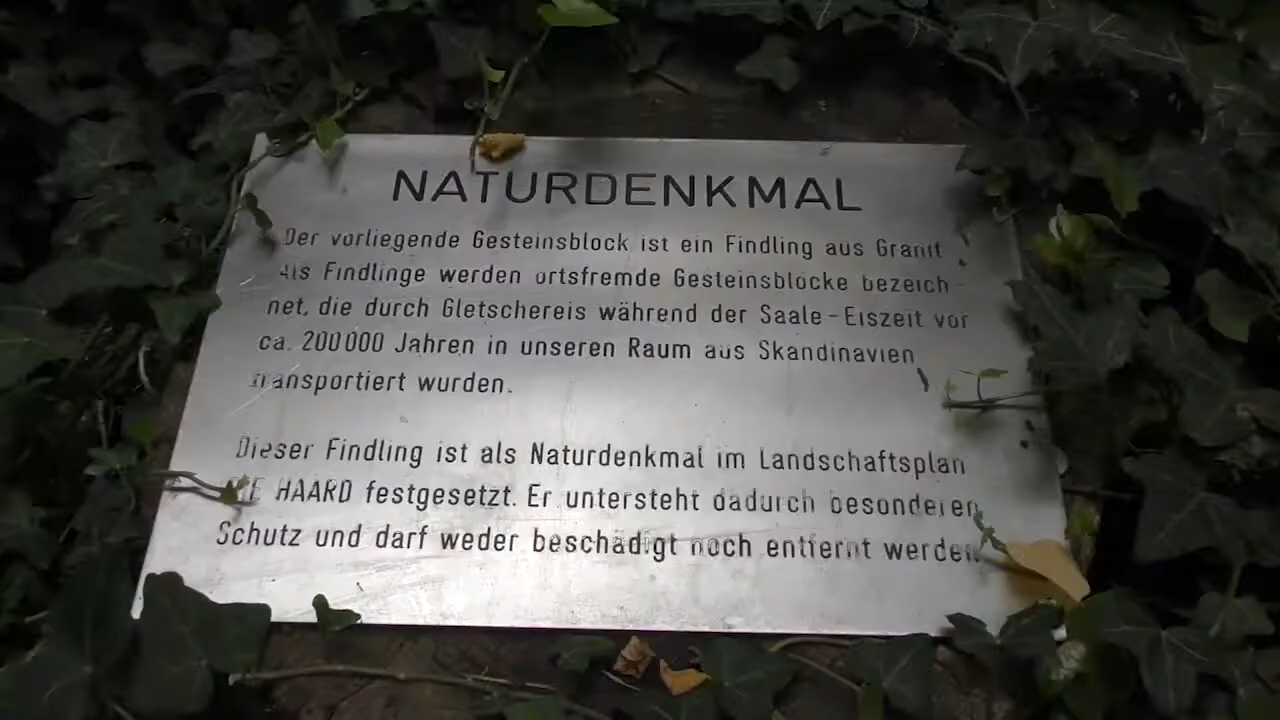 NATURDENKMAL
Der vorliegende Gesteinsblock ist ein Findling aus Granit
Als Findlinge werden ortsfremde Gesteinsblöcke bezeich-
net, die durch Gletschereis während der Saale-Eiszeit vor
ca. 200000 Jahren in unseren Raum aus Skandinavien
transportiert wurden.
Dieser Findling ist als Naturdenkmal im Landschaftsplan
HAARD festgesetzt. Er untersteht dadurch besonderen
Schutz und darf weder beschädigt noch entfernt werden.